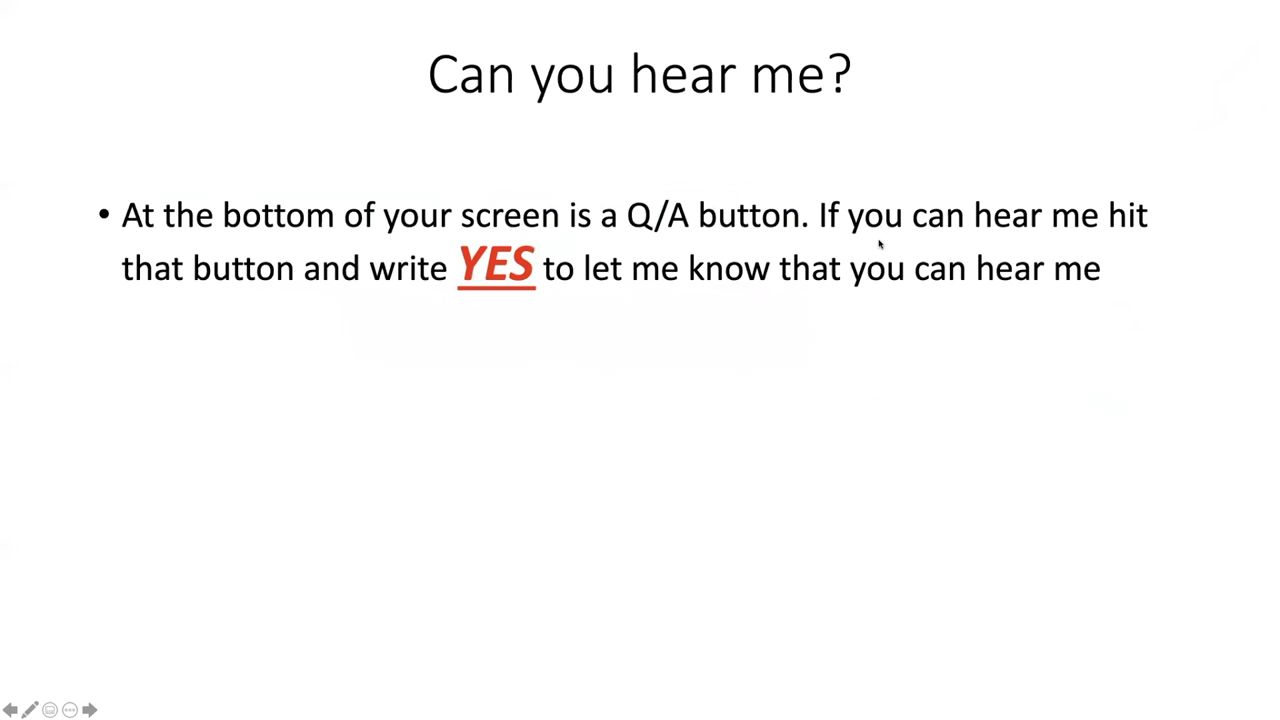 Can you hear me?
• At the bottom of your screen is a Q/A button. If you can hear me hit
that button and write YES to let me know that you can hear me